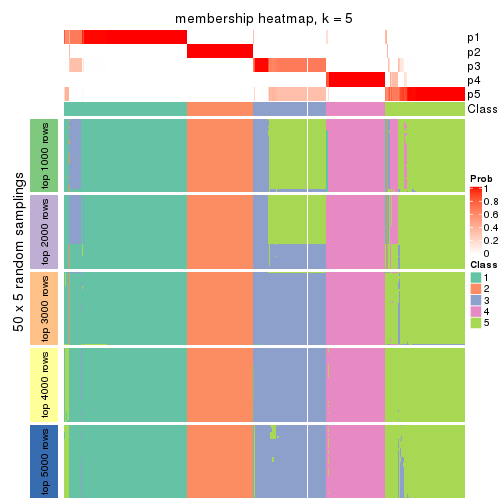 membership heatmap, k = 5
p1
p2
p3
p4
p5
Class
50 x 5 random samplings
top 1000 rows
top 2000 rows
top 3000 rows
top 4000 rows
top 5000 rows
Prob
1
0.8
0.6
0.4
0.2
0
Class
1
2
3
4
5